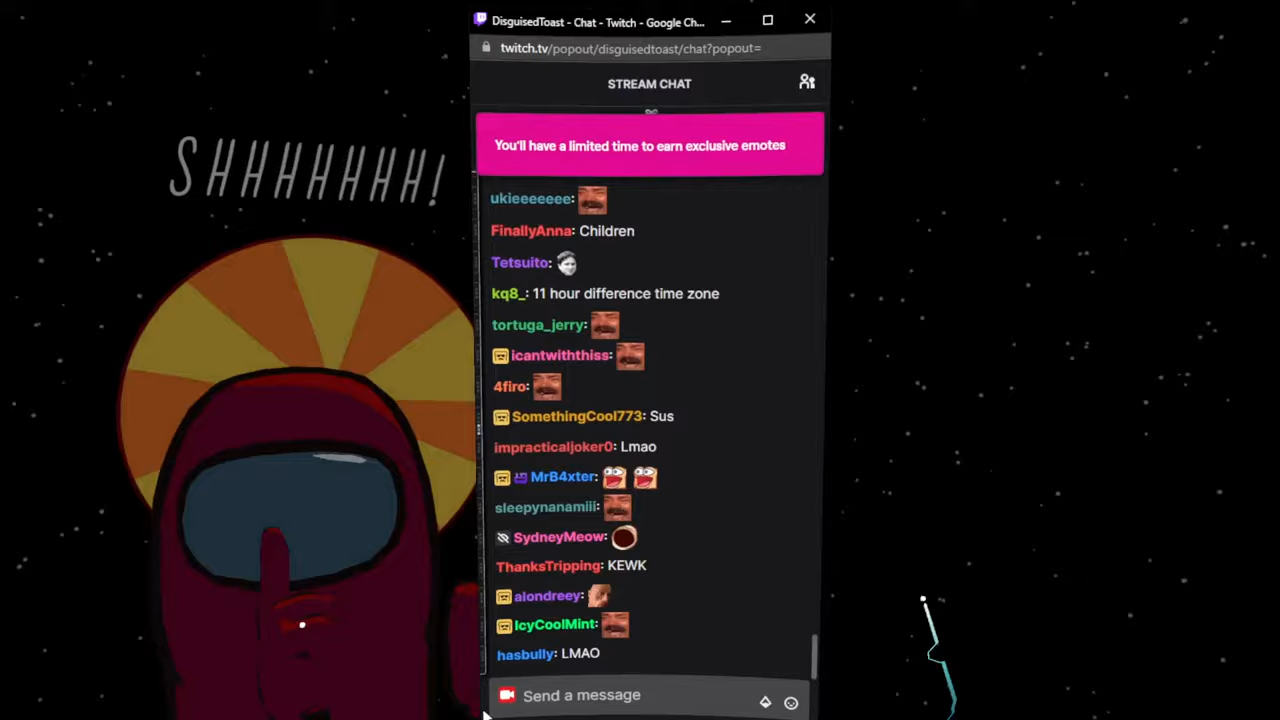 DisguisedToast - Chat - Twitch - Google Ch...
twitch.tv/popout/disguisedtoast/chat?popout=
STREAM CHAT
SHHHHHHH!
You'll have a limited time to earn exclusive emotes
ukieeeeeee:
FinallyAnna: Children
Tetsuito:
kq8_: 11 hour difference time zone
tortuga_jerry:
icantwiththiss:
4firo:
SomethingCool773: Sus
impracticaljoker0: Lmao
MrB4xter:
sleepynanamiii:
SydneyMeow:
ThanksTripping: KEWK
alondreey:
IcyCoolMint:
hasbully: LMAO
Send a message